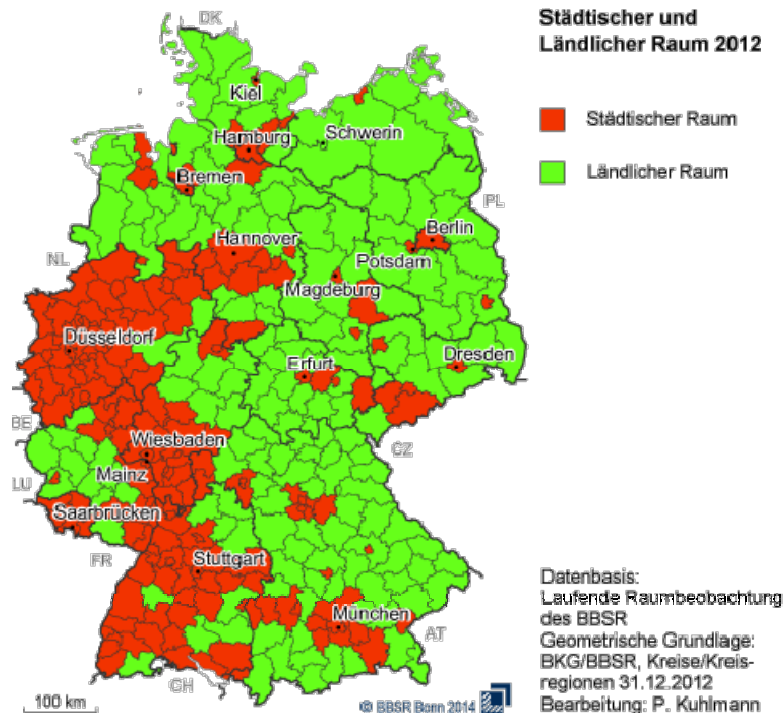 Städtischer und
Ländlicher Raum 2012
Städtischer Raum
Ländlicher Raum
DK
Kiel
Hamburg
Schwerin
Bremen
PL
Berlin
Hannover
NL
Potsdam
Magdeburg
Düsseldorf
Dresden
Erfurt
BE
Wiesbaden
CZ
Mainz
LU
Saarbrücken
FR
Stuttgart
München
AT
CH
100 km
© BBSR Bonn 2014
Datenbasis:
Laufende Raumbeobachtung
des BBSR
Geometrische Grundlage:
BKG/BBSR, Kreise/Kreis-
regionen 31.12.2012
Bearbeitung: P. Kuhlmann